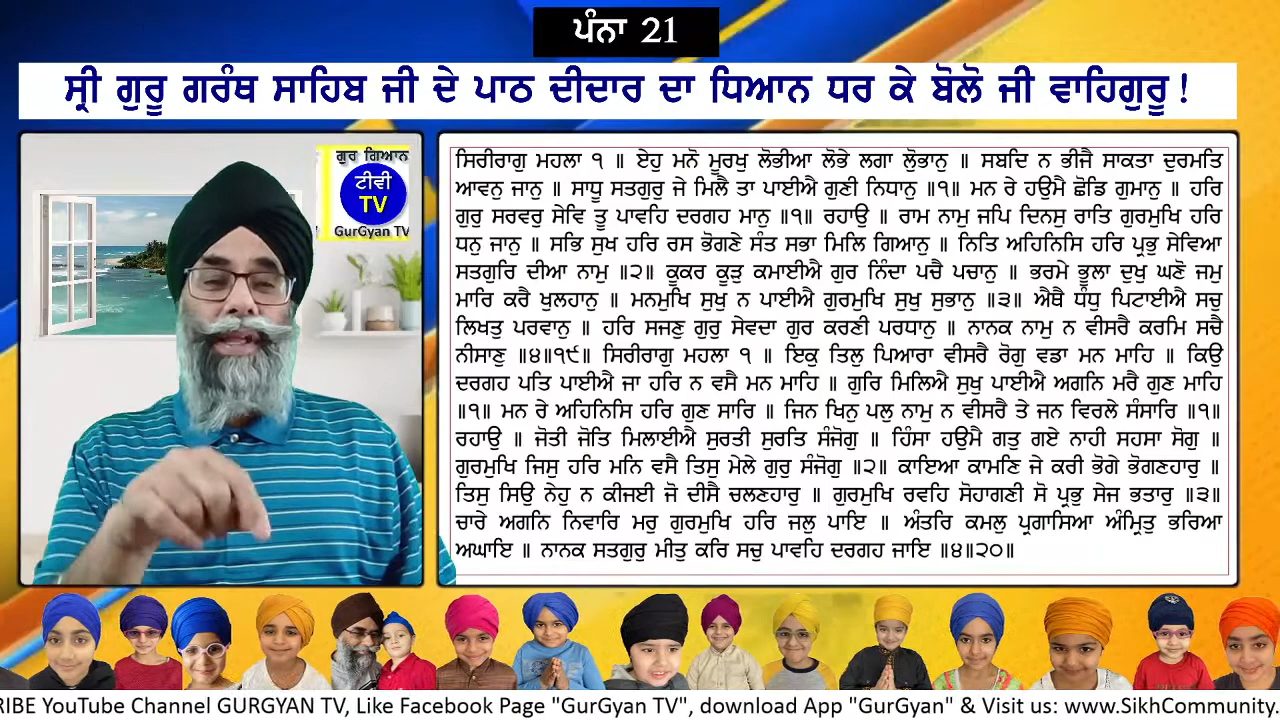 ਪੰਨਾ 21
ਸ੍ਰੀ ਗੁਰੂ ਗਰੰਥ ਸਾਹਿਬ ਜੀ ਦੇ ਪਾਠ ਦੀਦਾਰ ਦਾ ਧਿਆਨ ਧਰ ਕੇ ਬੋਲੋ ਜੀ ਵਾਹਿਗੁਰੂ!
ਗੁਰ ਗਿਆਨ
ਟੀਵੀ
TV
GurGyan TV
ਸਿਰੀਰਾਗੁ ਮਹਲਾ ੧ ॥ ਏਹੁ ਮਨੋ ਮੂਰਖੁ ਲੋਭੀਆ ਲੋਭੇ ਲਗਾ ਲੋੁਭਾਨੁ ॥ ਸਬਦਿ ਨ ਭੀਜੈ ਸਾਕਤਾ ਦੁਰਮਤਿ
ਆਵਨੁ ਜਾਨੁ ॥ ਸਾਧੂ ਸਤਗੁਰੁ ਜੇ ਮਿਲੈ ਤਾ ਪਾਈਐ ਗੁਣੀ ਨਿਧਾਨੁ ॥੧॥ ਮਨ ਰੇ ਹਉਮੈ ਛੋਡਿ ਗੁਮਾਨੁ ॥ ਹਰਿ
ਗੁਰੁ ਸਰਵਰੁ ਸੇਵਿ ਤੂ ਪਾਵਹਿ ਦਰਗਹ ਮਾਨੁ ॥੧॥ ਰਹਾਉ ॥ ਰਾਮ ਨਾਮੁ ਜਪਿ ਦਿਨਸੁ ਰਾਤਿ ਗੁਰਮੁਖਿ ਹਰਿ
ਧਨੁ ਜਾਨੁ ॥ ਸਭਿ ਸੁਖ ਹਰਿ ਰਸ ਭੋਗਣੇ ਸੰਤ ਸਭਾ ਮਿਲਿ ਗਿਆਨੁ ॥ ਨਿਤਿ ਅਹਿਨਿਸਿ ਹਰਿ ਪ੍ਰਭੁ ਸੇਵਿਆ
ਸਤਗੁਰਿ ਦੀਆ ਨਾਮੁ ॥੨॥ ਕੂਕਰ ਕੂੜੁ ਕਮਾਈਐ ਗੁਰ ਨਿੰਦਾ ਪਚੈ ਪਚਾਨੁ ॥ ਭਰਮੇ ਭੂਲਾ ਦੁਖੁ ਘਣੋ ਜਮੁ
ਮਾਰਿ ਕਰੈ ਖੁਲਹਾਨੁ ॥ ਮਨਮੁਖਿ ਸੁਖੁ ਨ ਪਾਈਐ ਗੁਰਮੁਖਿ ਸੁਖੁ ਸੁਭਾਨੁ ॥੩॥ ਐਥੈ ਧੰਧੁ ਪਿਟਾਈਐ ਸਚੁ
ਲਿਖਤੁ ਪਰਵਾਨੁ ॥ ਹਰਿ ਸਜਣੁ ਗੁਰੁ ਸੇਵਦਾ ਗੁਰ ਕਰਣੀ ਪਰਧਾਨੁ ॥ ਨਾਨਕ ਨਾਮੁ ਨ ਵੀਸਰੈ ਕਰਮਿ ਸਚੈ
ਨੀਸਾਣੁ ॥੪॥੧੯॥ ਸਿਰੀਰਾਗੁ ਮਹਲਾ ੧ ॥ ਇਕੁ ਤਿਲੁ ਪਿਆਰਾ ਵੀਸਰੈ ਰੋਗੁ ਵਡਾ ਮਨ ਮਾਹਿ ॥ ਕਿਉ
ਦਰਗਹ ਪਤਿ ਪਾਈਐ ਜਾ ਹਰਿ ਨ ਵਸੈ ਮਨ ਮਾਹਿ ॥ ਗੁਰਿ ਮਿਲਿਐ ਸੁਖੁ ਪਾਈਐ ਅਗਨਿ ਮਰੈ ਗੁਣ ਮਾਹਿ
॥੧॥ ਮਨ ਰੇ ਅਹਿਨਿਸਿ ਹਰਿ ਗੁਣ ਸਾਰਿ ॥ ਜਿਨ ਖਿਨੁ ਪਲੁ ਨਾਮੁ ਨ ਵੀਸਰੈ ਤੇ ਜਨ ਵਿਰਲੇ ਸੰਸਾਰਿ ॥੧॥
ਰਹਾਉ ॥ ਜੋਤੀ ਜੋਤਿ ਮਿਲਾਈਐ ਸੁਰਤੀ ਸੁਰਤਿ ਸੰਜੋਗੁ ॥ ਹਿੰਸਾ ਹਉਮੈ ਗਤੁ ਗਏ ਨਾਹੀ ਸਹਸਾ ਸੋਗੁ ॥
ਗੁਰਮੁਖਿ ਜਿਸੁ ਹਰਿ ਮਨਿ ਵਸੈ ਤਿਸੁ ਮੇਲੇ ਗੁਰੁ ਸੰਜੋਗੁ ॥੨॥ ਕਾਇਆ ਕਾਮਣਿ ਜੇ ਕਰੀ ਭੋਗੇ ਭੋਗਣਹਾਰੁ ॥
ਤਿਸੁ ਸਿਉ ਨੇਹੁ ਨ ਕੀਜਈ ਜੋ ਦੀਸੈ ਚਲਣਹਾਰੁ ॥ ਗੁਰਮੁਖਿ ਰਵਹਿ ਸੋਹਾਗਣੀ ਸੋ ਪ੍ਰਭੁ ਸੇਜ ਭਤਾਰੁ ॥੩॥
ਚਾਰੇ ਅਗਨਿ ਨਿਵਾਰਿ ਮਰੁ ਗੁਰਮੁਖਿ ਹਰਿ ਜਲੁ ਪਾਇ ॥ ਅੰਤਰਿ ਕਮਲੁ ਪ੍ਰਗਾਸਿਆ ਅੰਮ੍ਰਿਤੁ ਭਰਿਆ
ਅਘਾਇ ॥ ਨਾਨਕ ਸਤਗੁਰੁ ਮੀਤੁ ਕਰਿ ਸਚੁ ਪਾਵਹਿ ਦਰਗਹ ਜਾਇ ॥੪॥੨੦॥
RIBE YouTube Channel GURGYAN TV, Like Facebook Page "GurGyan TV", download App "GurGyan" & Visit us: www.SikhCommunity.